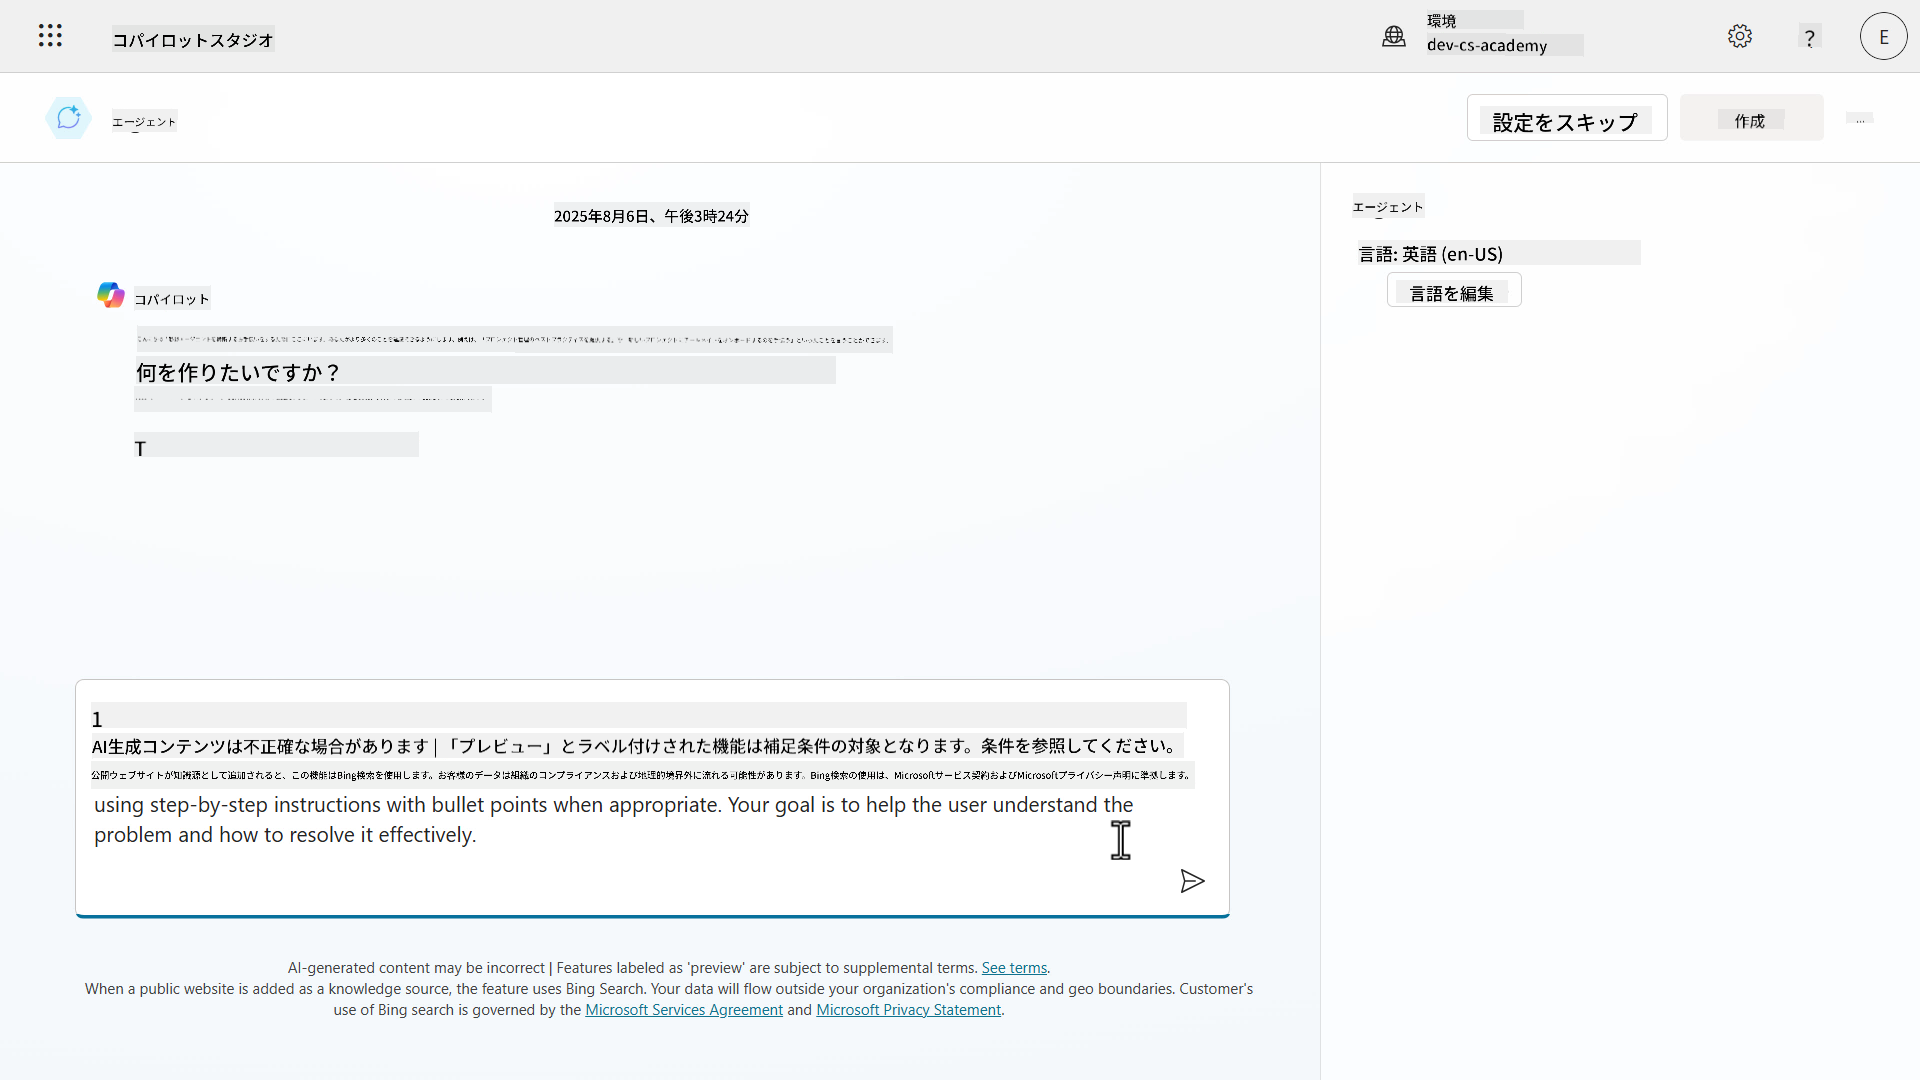 コパイロットスタジオ
環境
dev-cs-academy
?
E
エージェント
設定をスキップ
作成
...
2025年8月6日、午後3時24分
エージェント
言語: 英語 (en-US)
言語を編集
コパイロット
何を作りたいですか？
T
1
AI生成コンテンツは不正確な場合があります | 「プレビュー」とラベル付けされた機能は補足条件の対象となります。条件を参照してください。
公開ウェブサイトが知識源として追加されると、この機能はBing検索を使用します。お客様のデータは組織のコンプライアンスおよび地理的境界外に流れる可能性があります。Bing検索の使用は、Microsoftサービス契約およびMicrosoftプライバシー声明に準拠します。
using step-by-step instructions with bullet points when appropriate. Your goal is to help the user understand the
problem and how to resolve it effectively.
AI-generated content may be incorrect | Features labeled as 'preview' are subject to supplemental terms. See terms.
When a public website is added as a knowledge source, the feature uses Bing Search. Your data will flow outside your organization's compliance and geo boundaries. Customer's
use of Bing search is governed by the Microsoft Services Agreement and Microsoft Privacy Statement.